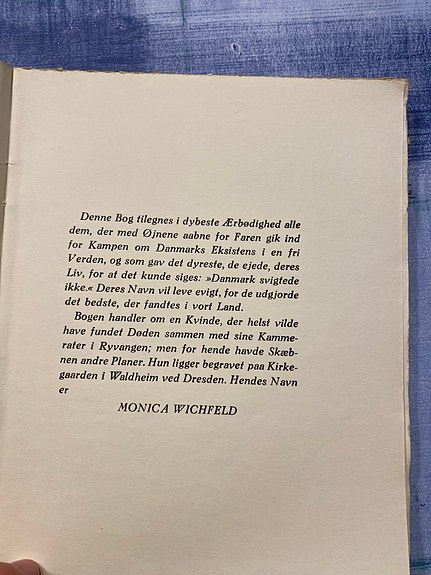 Denne Bog tilegnes i dybeste Ærbødighed alle
dem, der med Øjnene aabne for Faren gik ind
for Kampen om Danmarks Eksistens i en fri
Verden, og som gav det dyreste, de ejede, deres
Liv, for at det kunde siges: »Danmark svigtede
ikke.« Deres Navn vil leve evigt, for de udgjorde
det bedste, der fandtes i vort Land.
Bogen handler om en Kvinde, der helst vilde
have fundet Døden sammen med sine Kamme-
rater i Ryvangen; men for hende havde Skæb-
nen andre Planer. Hun ligger begravet paa Kirke-
gaarden i Waldheim ved Dresden. Hendes Navn
er
MONICA WICHFELD